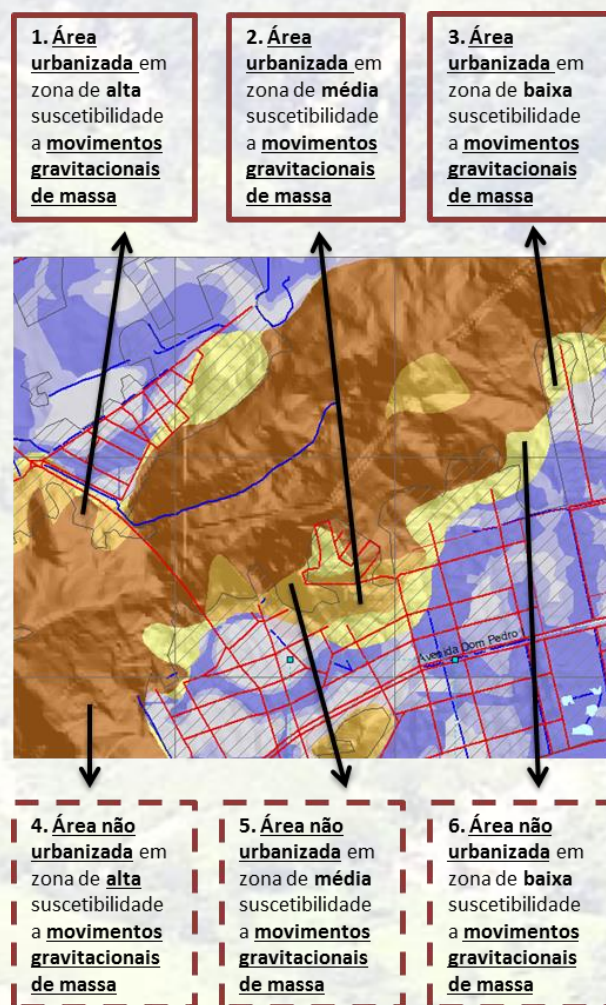 1. Área
urbanizada em
zona de alta
suscetibilidade
a movimentos
gravitacionais
de massa
2. Área
urbanizada em
zona de média
suscetibilidade
a movimentos
gravitacionais
de massa
3. Área
urbanizada em
zona de baixa
suscetibilidade
a movimentos
gravitacionais
de massa
Avenida Dom Pedro
4. Área não
urbanizada em
zona de alta
suscetibilidade
a movimentos
gravitacionais
de massa
5. Área não
urbanizada em
zona de média
suscetibilidade
a movimentos
gravitacionais
de massa
6. Área não
urbanizada em
zona de baixa
suscetibilidade
a movimentos
gravitacionais
de massa